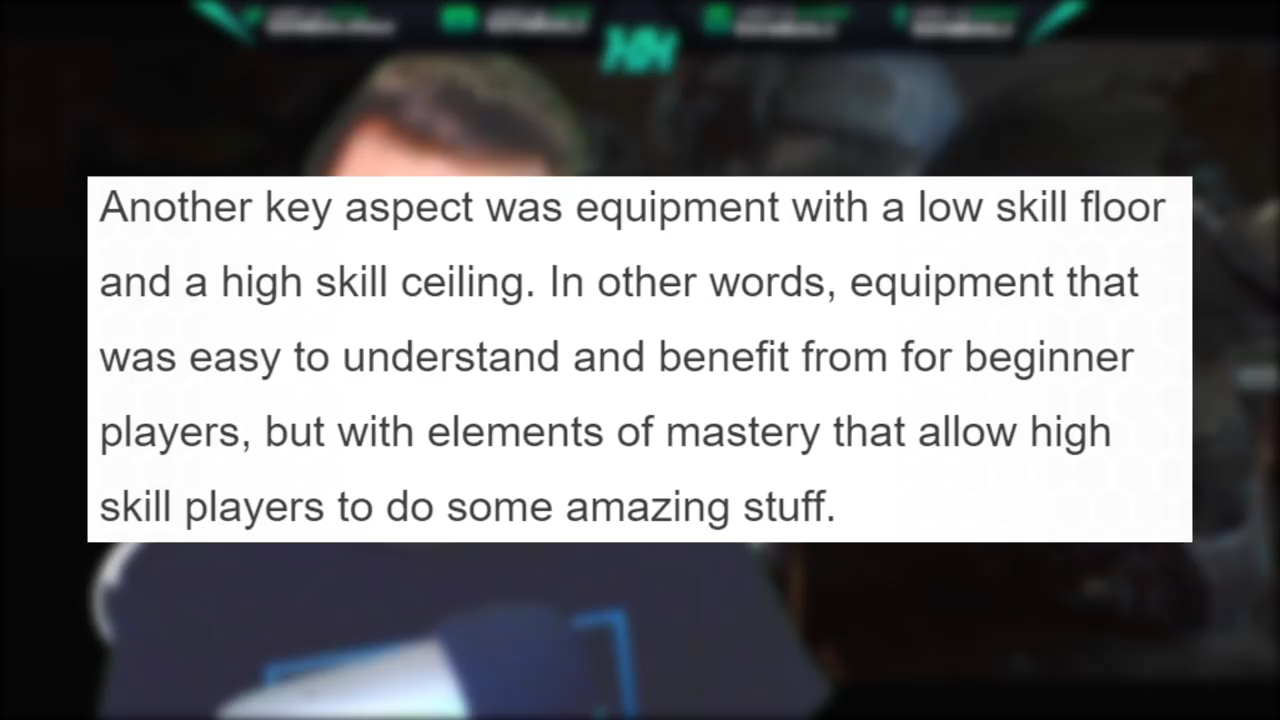 HH
Another key aspect was equipment with a low skill floor
and a high skill ceiling. In other words, equipment that
was easy to understand and benefit from for beginner
players, but with elements of mastery that allow high
skill players to do some amazing stuff.